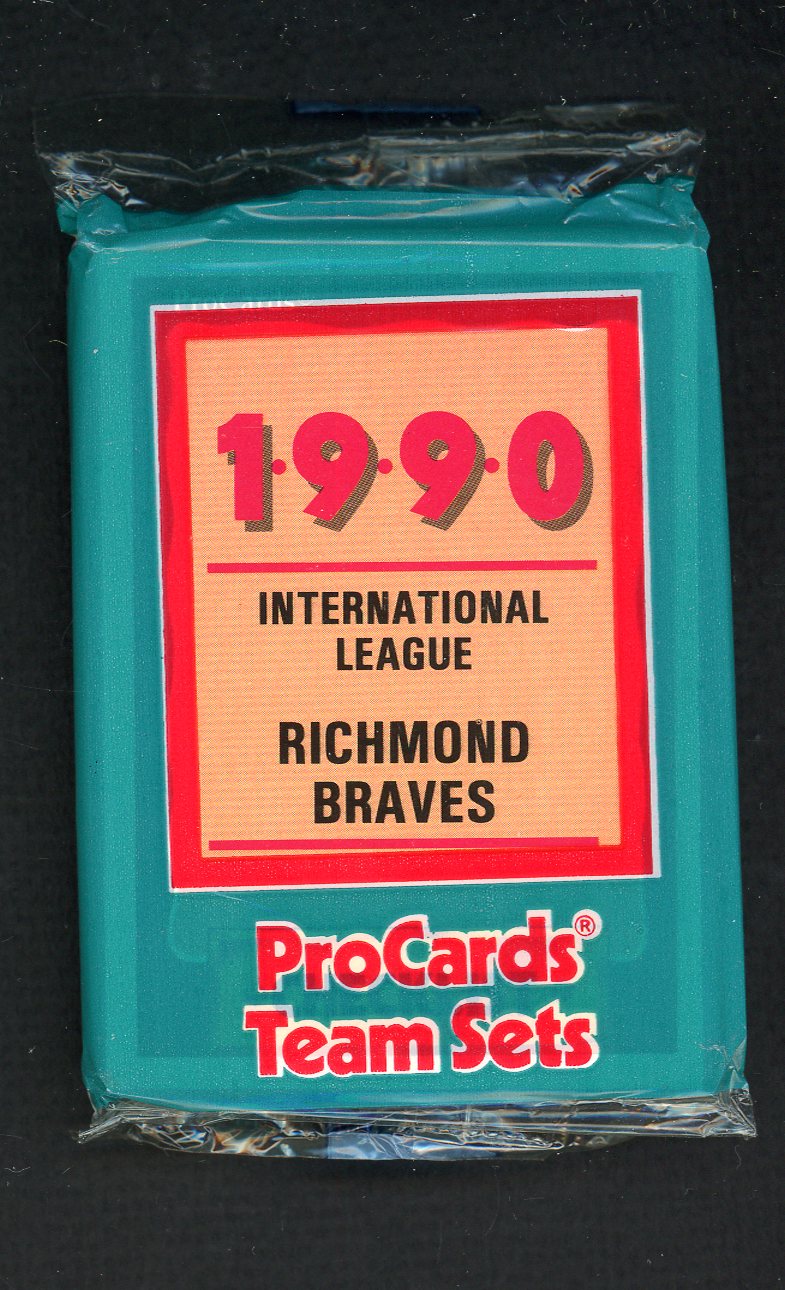 1·9·9·0
INTERNATIONAL
LEAGUE
RICHMOND
BRAVES
ProCards®
Team Sets